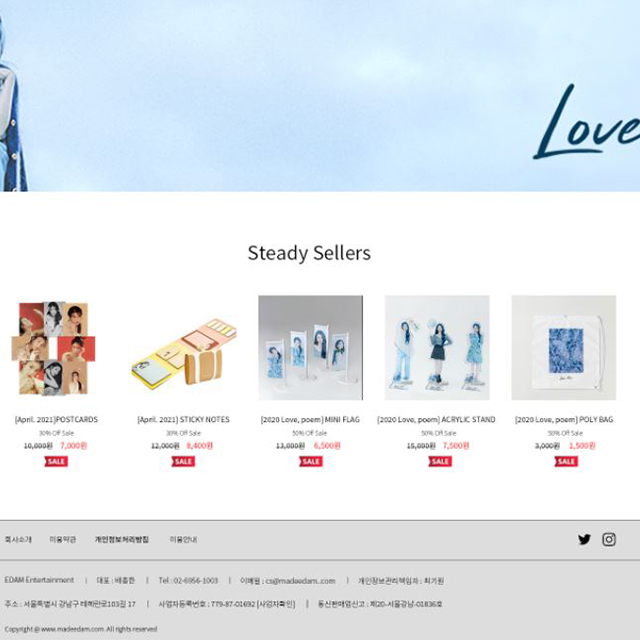 Love
Steady Sellers
[April. 2021]POSTCARDS
30% Off Sale
10,000원 7,000원
SALE
[April. 2021] STICKY NOTES
30% Off Sale
12,000원 8,400원
SALE
[2020 Love, poem] MINI FLAG
50% Off Sale
13,000원 6,500원
SALE
[2020 Love, poem] ACRYLIC STAND
50% Off Sale
15,000원 7,500원
SALE
[2020 Love, poem] POLY BAG
50% Off Sale
3,000원 1,500원
SALE
회사소개 이용약관 개인정보처리방침 이용안내
EDAM Entertainment | 대표 : 배종한 | Tel : 02-6956-1003 | 이메일 : cs@madeedam.com | 개인정보관리책임자 : 최기원
주소 : 서울특별시 강남구 테헤란로103길 17 | 사업자등록번호 : 779-87-01692 [사업자확인] | 통신판매업신고 : 제20-서울강남-01836호
Copyright @ www.madeedam.com. All rights reserved